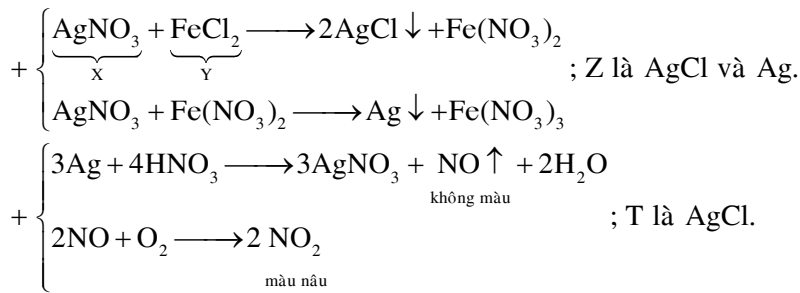 + { AgNO₃ + FeCl₂ ⟶ 2AgCl ↓ +Fe(NO₃)₂
X Y
; Z là AgCl và Ag.
AgNO₃ + Fe(NO₃)₂ ⟶ Ag ↓ +Fe(NO₃)₃
+ { 3Ag + 4HNO₃ ⟶ 3AgNO₃ + NO ↑ + 2H₂O
không màu
; T là AgCl.
2NO + O₂ ⟶ 2 NO₂
màu nâu